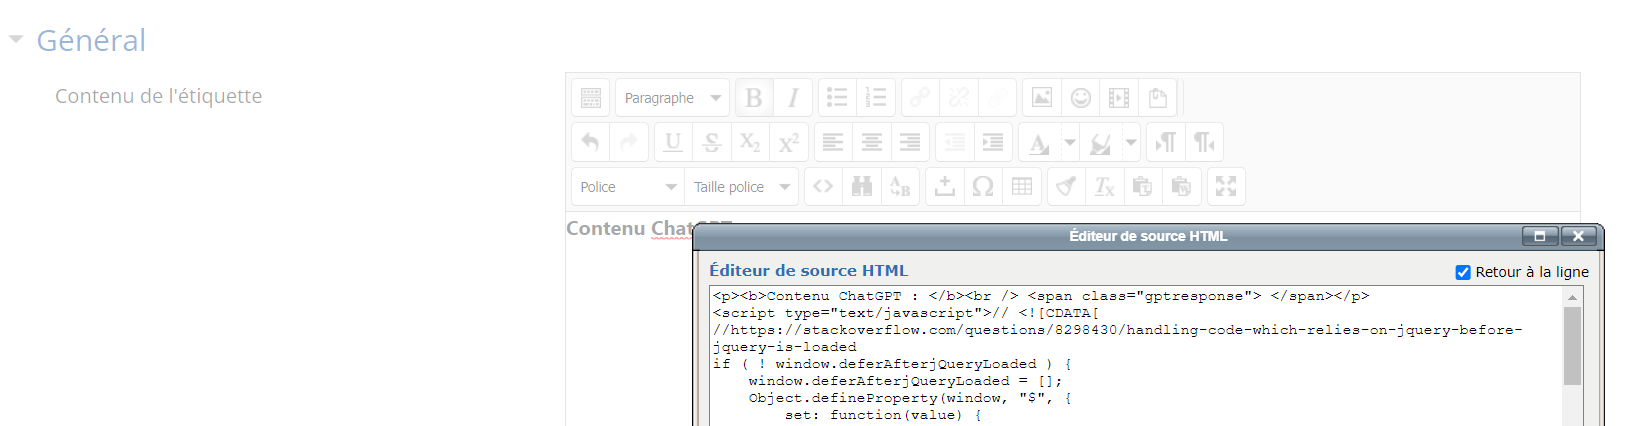 Général
Contenu de l'étiquette
Paragraphe
B I
U S X2 X2
A
Police
Taille police
A B
Ω
Tx
Contenu Chat
Éditeur de source HTML
Éditeur de source HTML
Retour à la ligne
<p><b>Contenu ChatGPT : </b><br /> <span class="gptresponse"> </span></p>
<script type="text/javascript">// <![CDATA[
//https://stackoverflow.com/questions/8298430/handling-code-which-relies-on-jquery-before-
jquery-is-loaded
if ( ! window.deferAfterjQueryLoaded ) {
    window.deferAfterjQueryLoaded = [];
    Object.defineProperty(window, "$", {
        set: function(value) {